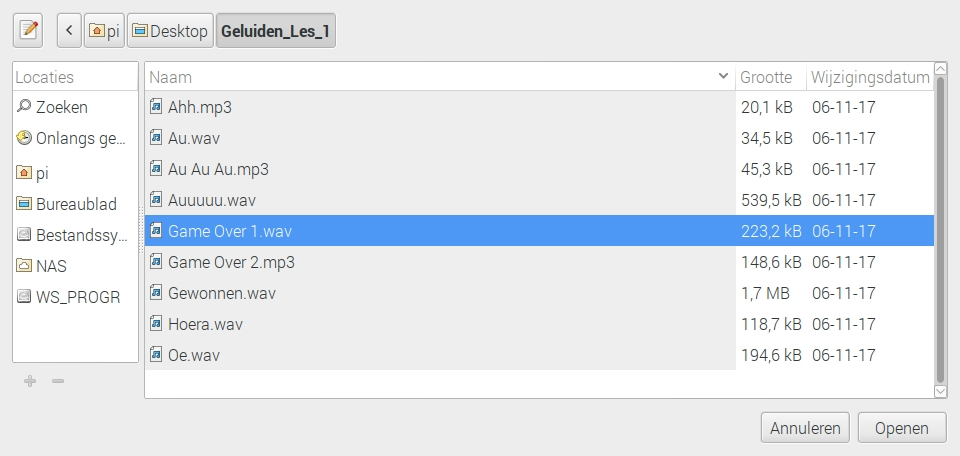 pi Desktop Geluiden_Les_1
Locaties Naam Grootte Wijzigingsdatum
Zoeken Ahh.mp3 20,1 kB 06-11-17
Onlangs ge... Au.wav 34,5 kB 06-11-17
pi Au Au Au.mp3 45,3 kB 06-11-17
Bureaublad Auuuuu.wav 539,5 kB 06-11-17
Bestandssy... Game Over 1.wav 223,2 kB 06-11-17
NAS Game Over 2.mp3 148,6 kB 06-11-17
WS_PROGR Gewonnen.wav 1,7 MB 06-11-17
Hoera.wav 118,7 kB 06-11-17
Oe.wav 194,6 kB 06-11-17
Annuleren Openen